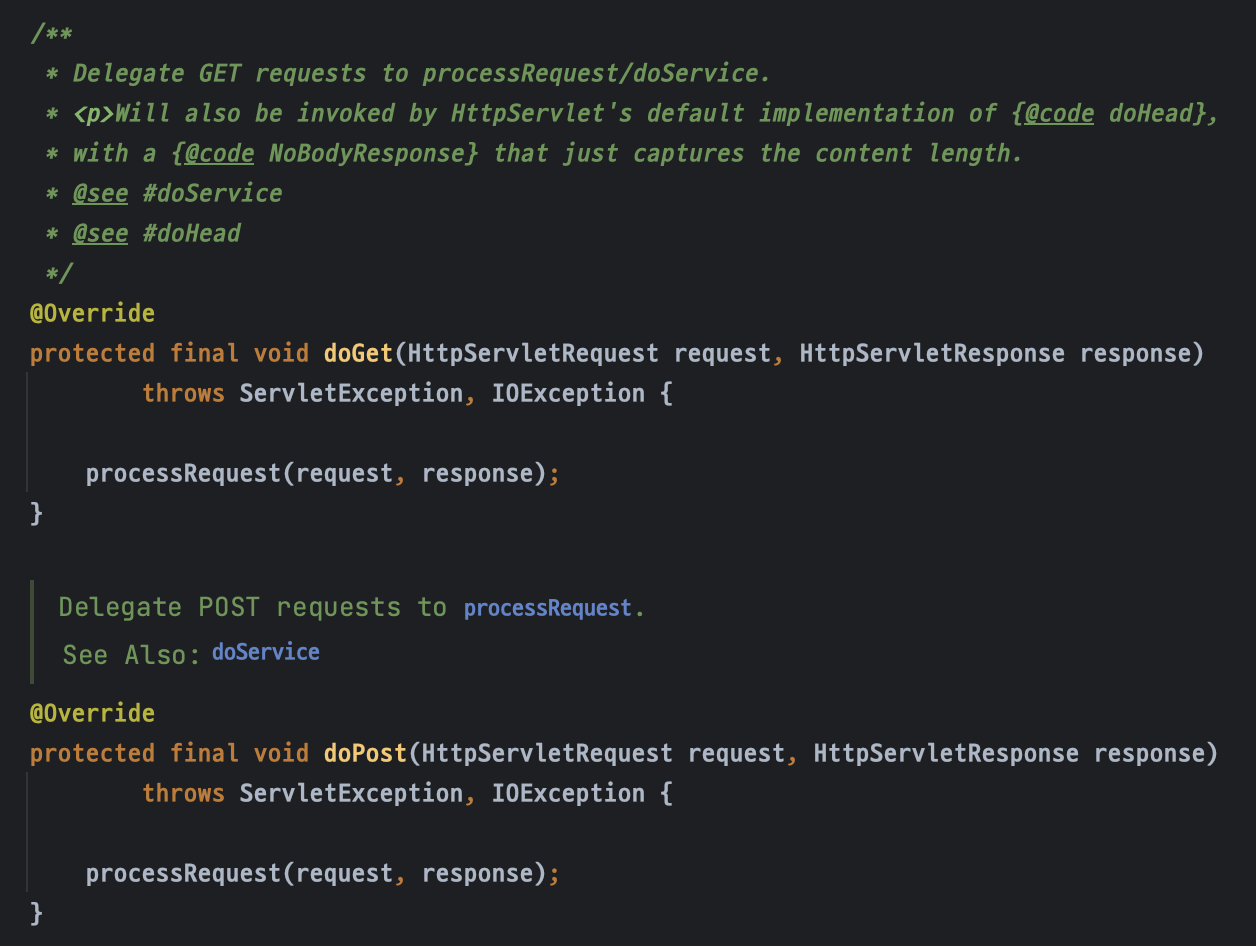 /**
 * Delegate GET requests to processRequest/doService.
 * <p>Will also be invoked by HttpServlet's default implementation of {@code doHead},
 * with a {@code NoBodyResponse} that just captures the content length.
 * @see #doService
 * @see #doHead
 */
@Override
protected final void doGet(HttpServletRequest request, HttpServletResponse response)
        throws ServletException, IOException {

    processRequest(request, response);
}

Delegate POST requests to processRequest.
See Also: doService
@Override
protected final void doPost(HttpServletRequest request, HttpServletResponse response)
        throws ServletException, IOException {

    processRequest(request, response);
}